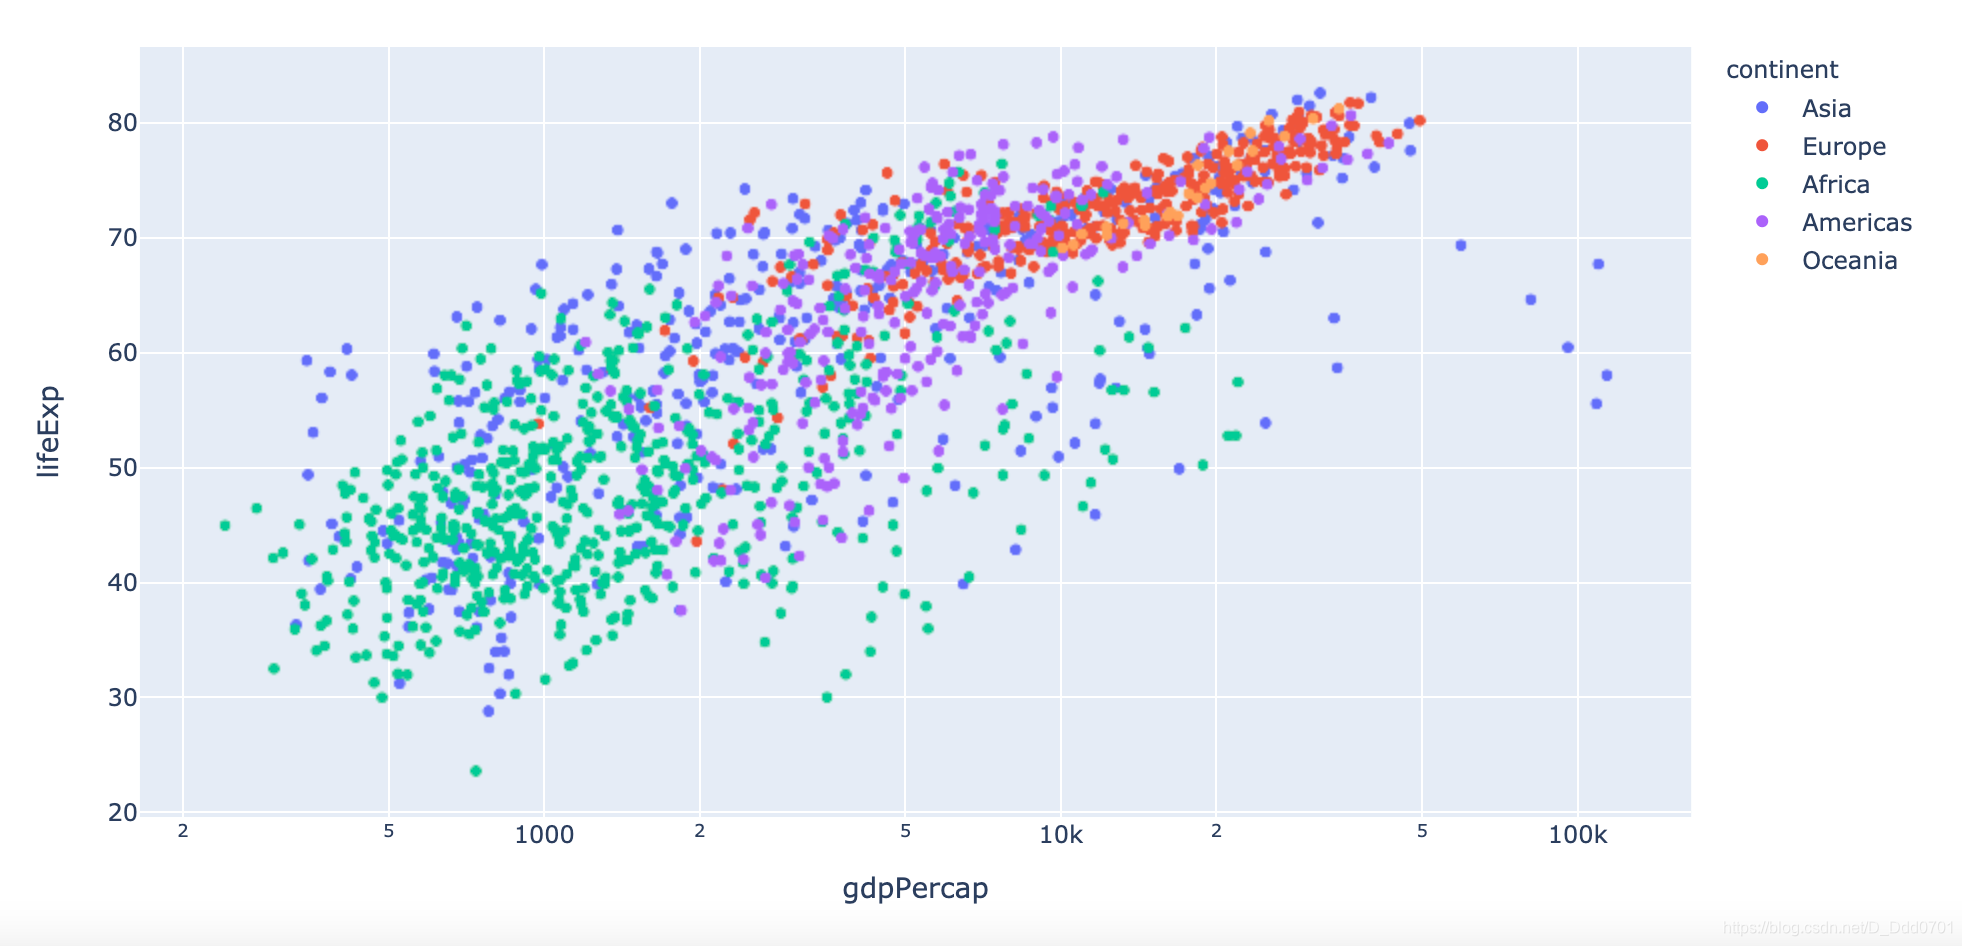 continent
Asia
Europe
Africa
Americas
Oceania
lifeExp
80
70
60
50
40
30
20
2 5 1000 2 5 10k 2 5 100k
gdpPercap
https://blog.csdn.net/D_Ddd0701